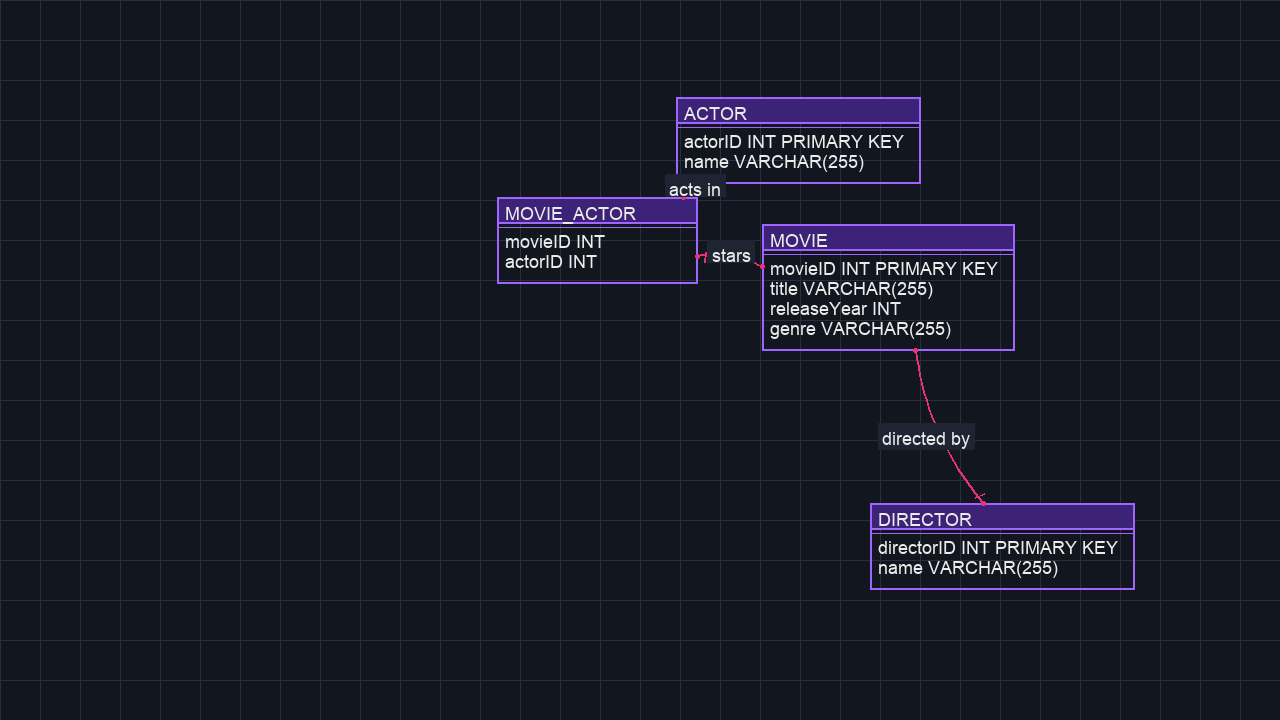 ACTOR
actorID INT PRIMARY KEY
name VARCHAR(255)
acts in
MOVIE_ACTOR
movieID INT
actorID INT
stars
MOVIE
movieID INT PRIMARY KEY
title VARCHAR(255)
releaseYear INT
genre VARCHAR(255)
directed by
DIRECTOR
directorID INT PRIMARY KEY
name VARCHAR(255)